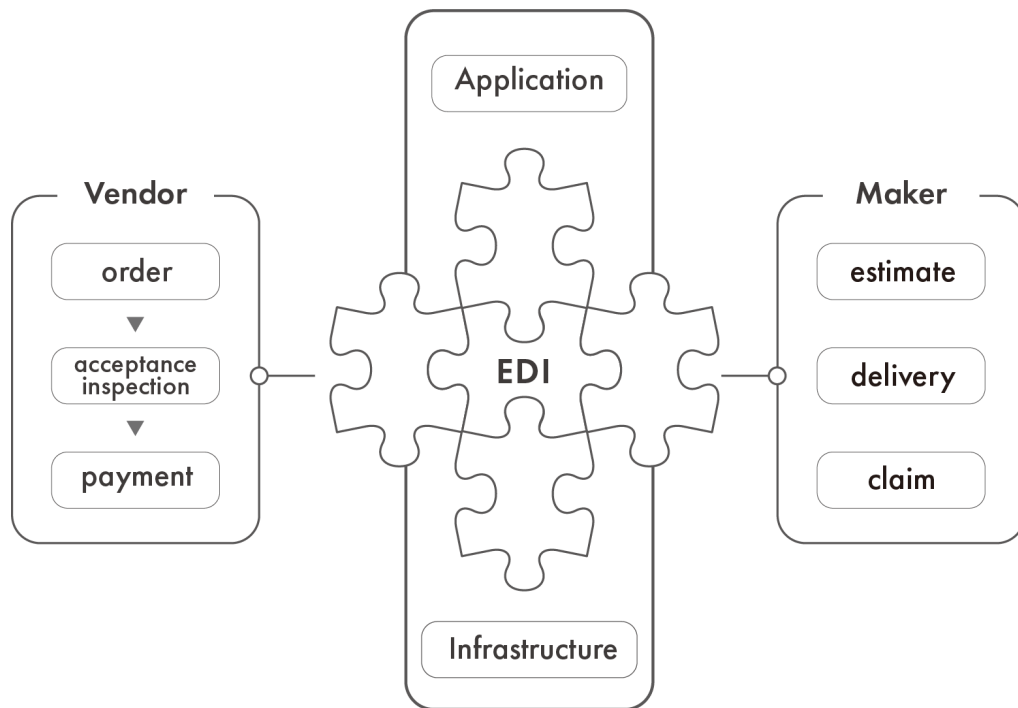 Application
Vendor
order
acceptance
inspection
payment
EDI
Maker
estimate
delivery
claim
Infrastructure